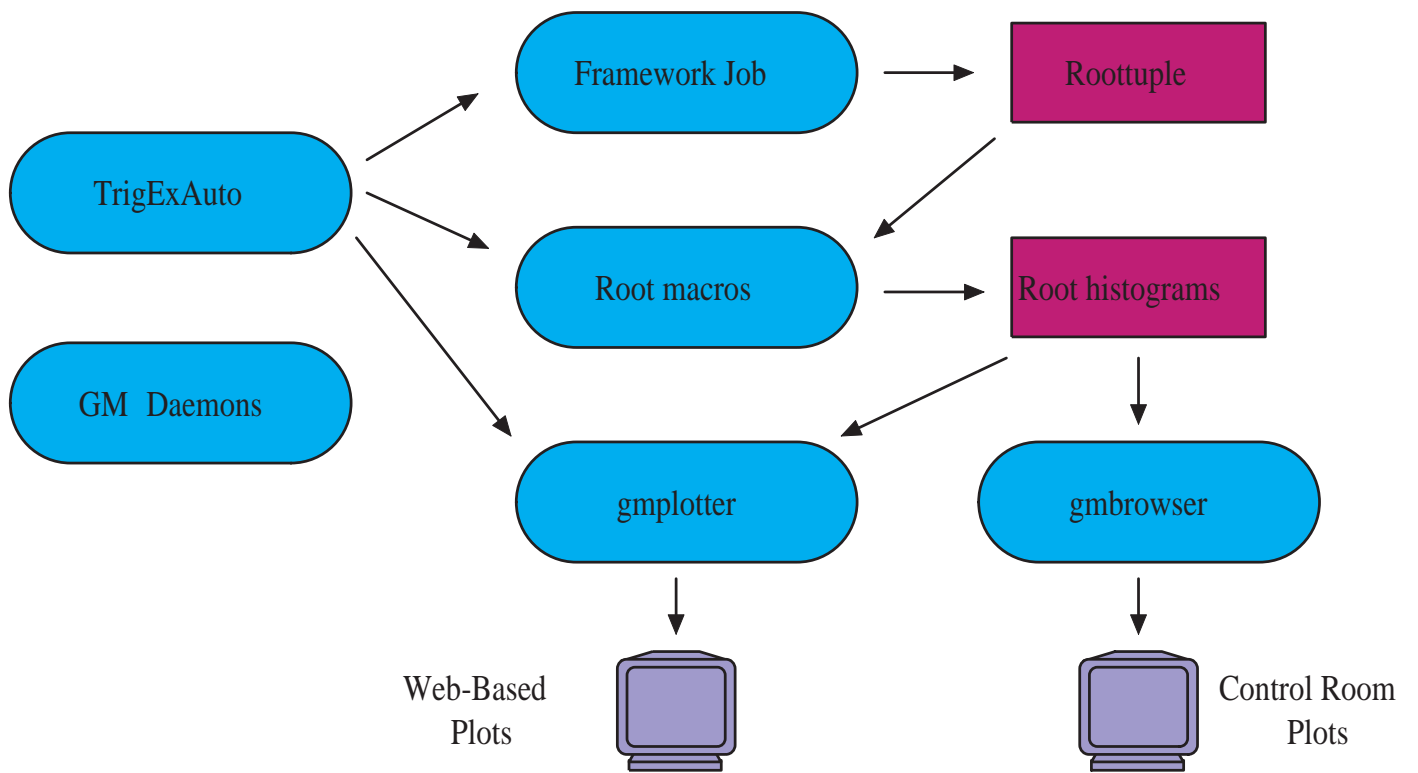 Framework Job
Roottuple
TrigExAuto
Root macros
Root histograms
GM Daemons
gmplotter
gmbrowser
Web-Based
Plots
Control Room
Plots